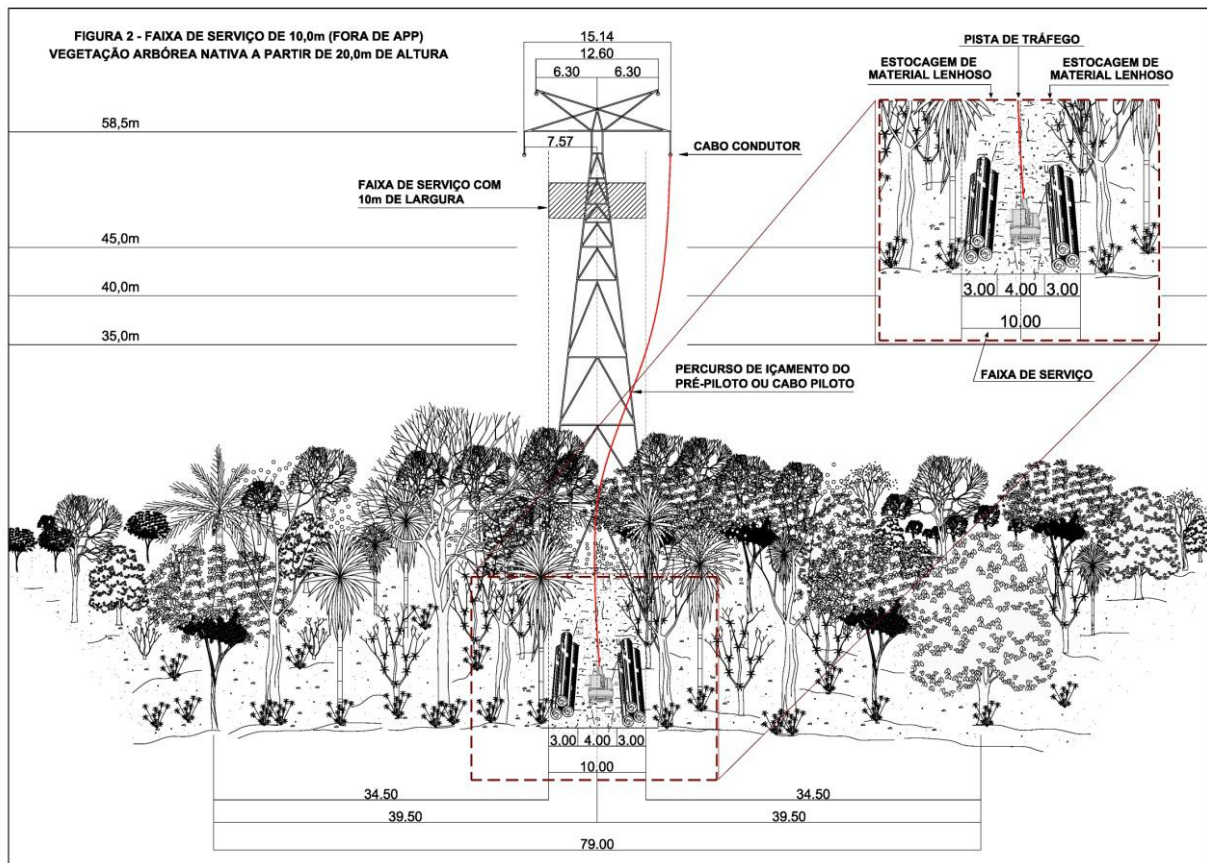 FIGURA 2 - FAIXA DE SERVIÇO DE 10,0m (FORA DE APP)
VEGETAÇÃO ARBÓREA NATIVA A PARTIR DE 20,0m DE ALTURA
15.14
12.60
6.30 6.30
58,5m
7.57
CABO CONDUTOR
FAIXA DE SERVIÇO COM
10m DE LARGURA
45,0m
40,0m
35,0m
PERCURSO DE IÇAMENTO DO
PRÉ-PILOTO OU CABO PILOTO
PISTA DE TRÁFEGO
ESTOCAGEM DE
MATERIAL LENHOSO
ESTOCAGEM DE
MATERIAL LENHOSO
3.00 4.00 3.00
10.00
FAIXA DE SERVIÇO
3.00 4.00 3.00
10.00
34.50 34.50
39.50 39.50
79.00